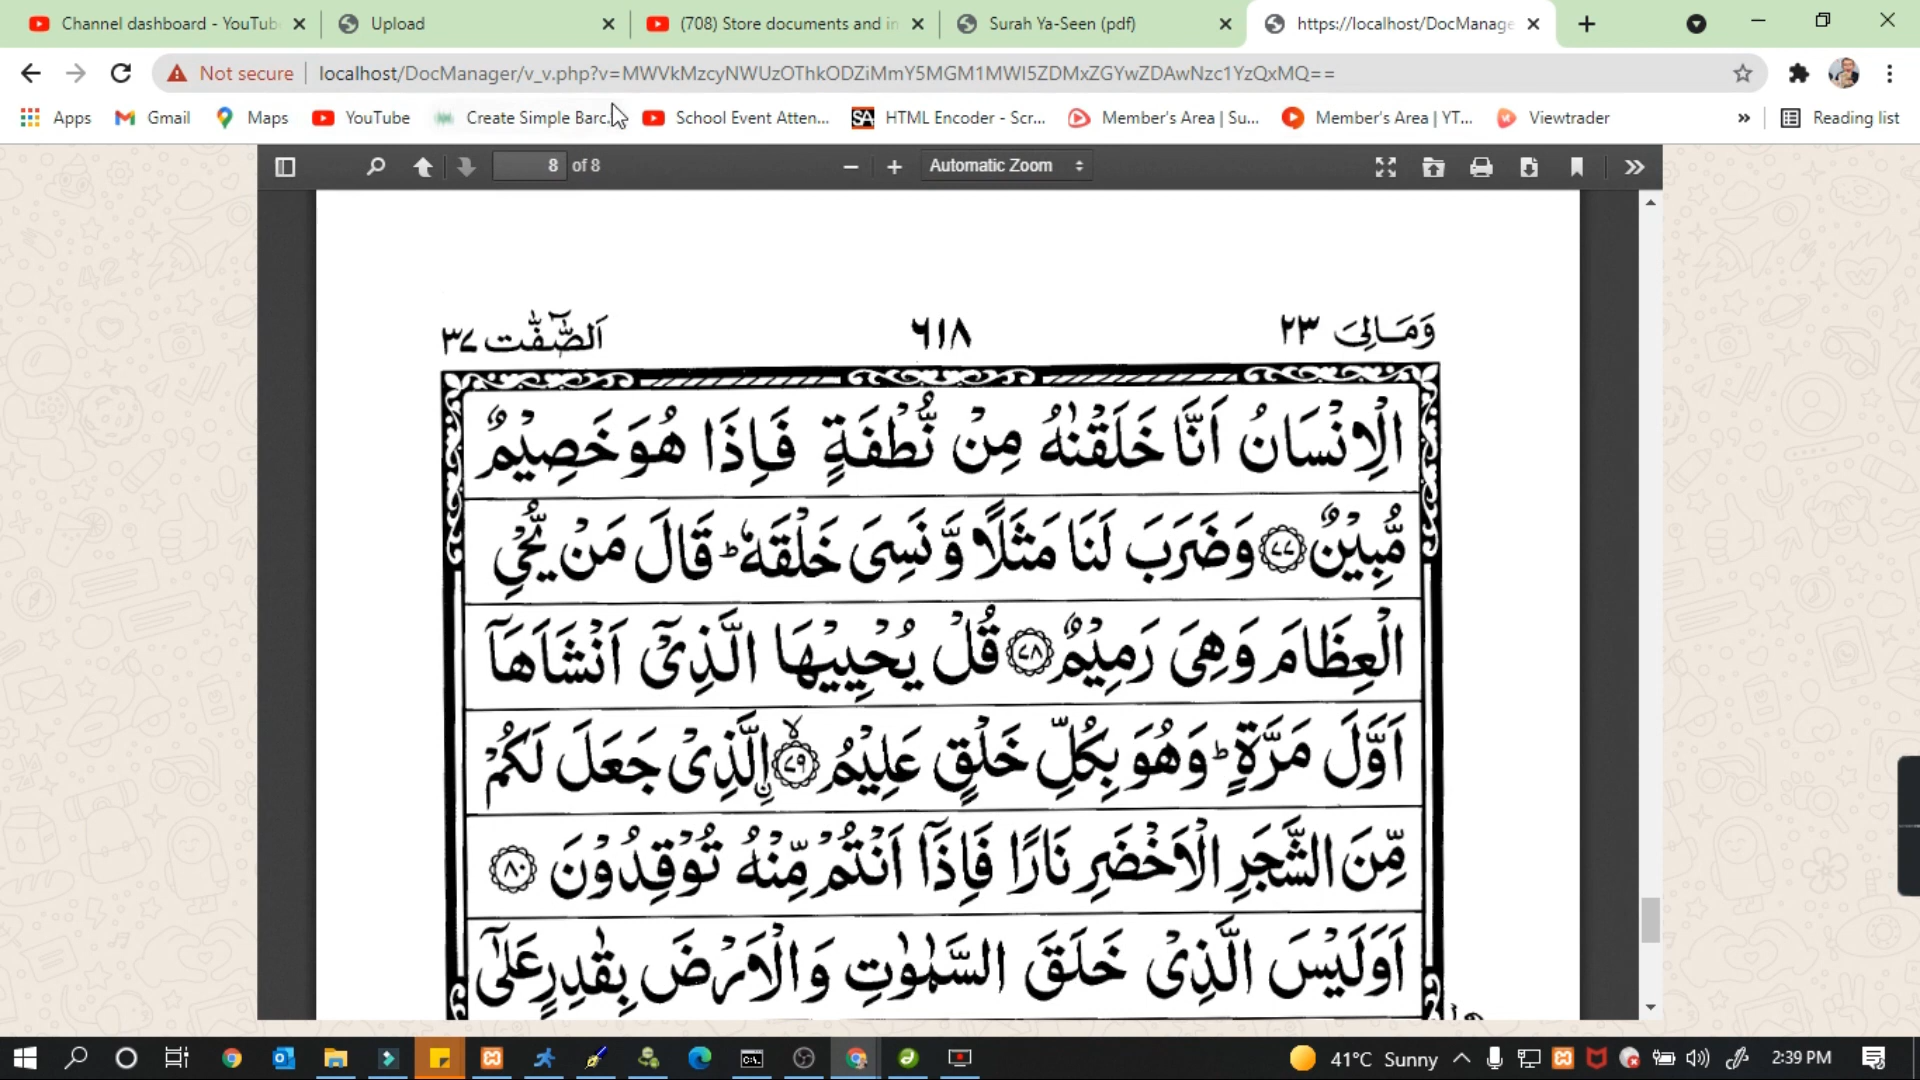 Channel dashboard - YouTub
Upload
(708) Store documents and in
Surah Ya-Seen (pdf)
https://localhost/DocManage
Not secure
localhost/DocManager/v_v.php?v=MWVkMzcyNWUzOThkODZiMmY5MGM1MWI5ZDMxZGYwZDAwNzc1YzQxMQ==
Apps
Gmail
Maps
YouTube
Create Simple Barc...
School Event Atten...
SA
HTML Encoder - Scr...
Member's Area | Su...
Member's Area | YT...
Viewtrader
»
Reading list
8 of 8
Automatic Zoom
وَمَالِیَ ٢٣
٦١٨
اَلصّٰٓفّٰت ٣٧
الْاِنْسَانُ اَنَّا خَلَقْنٰهُ مِنْ نُّطْفَةٍ فَاِذَا هُوَ خَصِيْمٌ
مُّبِيْنٌ ٧٧ وَضَرَبَ لَنَا مَثَلًا وَّنَسِیَ خَلْقَهٗ ؕ قَالَ مَنْ يُّحْیِ
الْعِظَامَ وَهِیَ رَمِيْمٌ ٧٨ قُلْ يُحْيِيْهَا الَّذِیْٓ اَنْشَاَهَآ
اَوَّلَ مَرَّةٍ ؕ وَهُوَ بِكُلِّ خَلْقٍ عَلِيْمُ ٧٩ ۙ ۨالَّذِیْ جَعَلَ لَكُمْ
مِّنَ الشَّجَرِ الْاَخْضَرِ نَارًا فَاِذَآ اَنْتُمْ مِّنْهُ تُوْقِدُوْنَ ٨٠
اَوَلَيْسَ الَّذِیْ خَلَقَ السَّمٰوٰتِ وَالْاَرْضَ بِقٰدِرٍ عَلٰٓی
41°C Sunny
2:39 PM